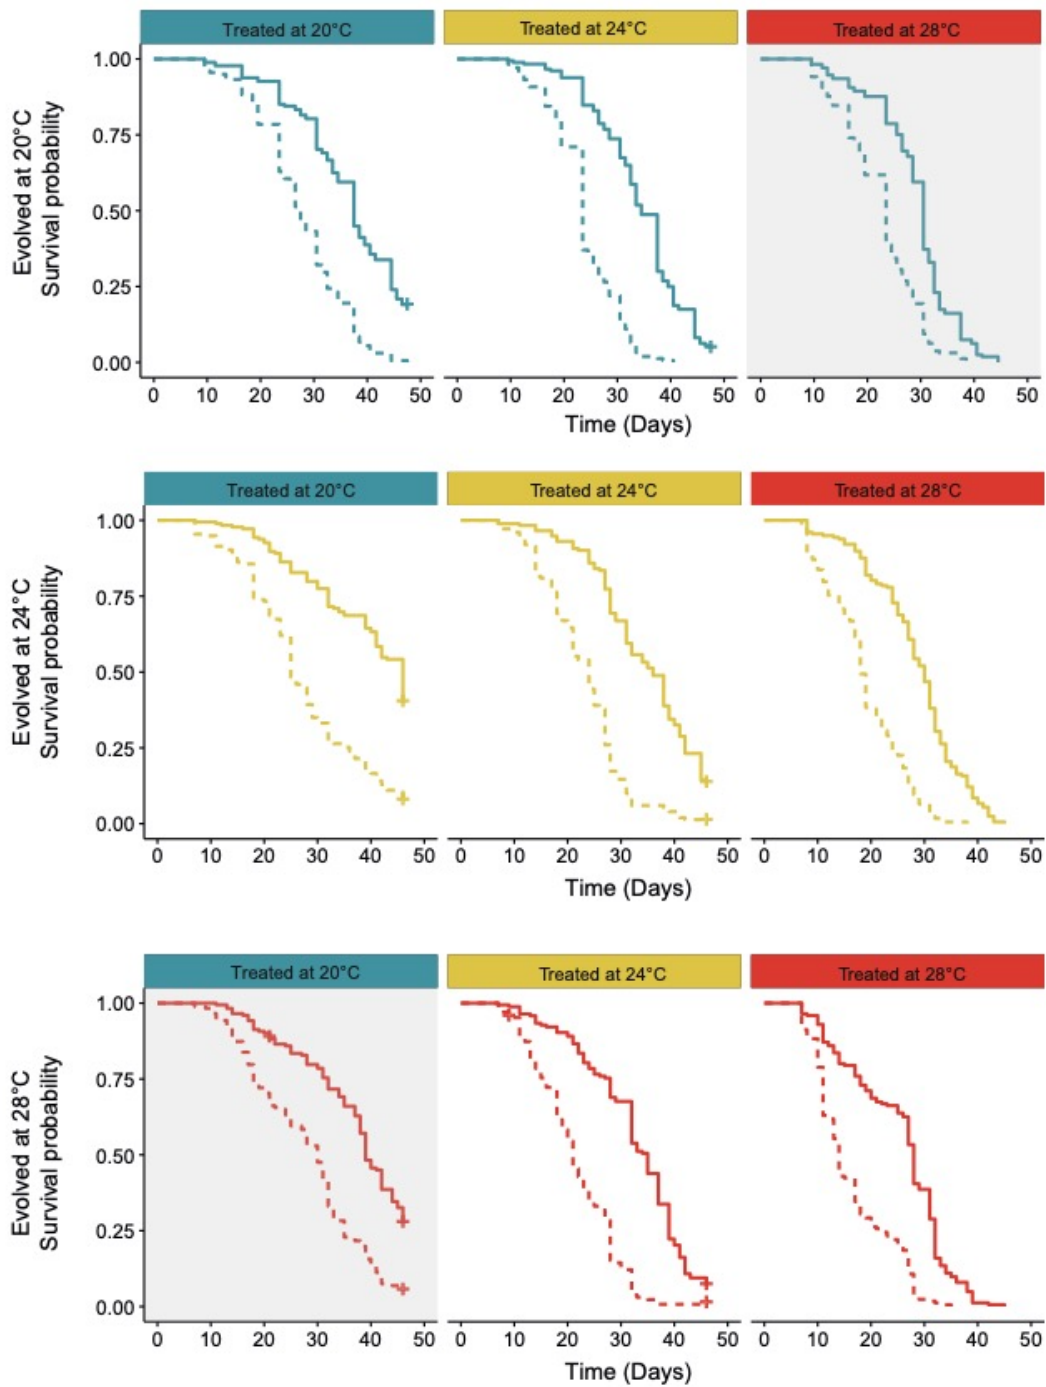 Treated at 20°C Treated at 24°C Treated at 28°C
Evolved at 20°C
Survival probability
1.00
0.75
0.50
0.25
0.00
0 10 20 30 40 50 0 10 20 30 40 50 0 10 20 30 40 50
Time (Days)
Treated at 20°C Treated at 24°C Treated at 28°C
Evolved at 24°C
Survival probability
1.00
0.75
0.50
0.25
0.00
0 10 20 30 40 50 0 10 20 30 40 50 0 10 20 30 40 50
Time (Days)
Treated at 20°C Treated at 24°C Treated at 28°C
Evolved at 28°C
Survival probability
1.00
0.75
0.50
0.25
0.00
0 10 20 30 40 50 0 10 20 30 40 50 0 10 20 30 40 50
Time (Days)